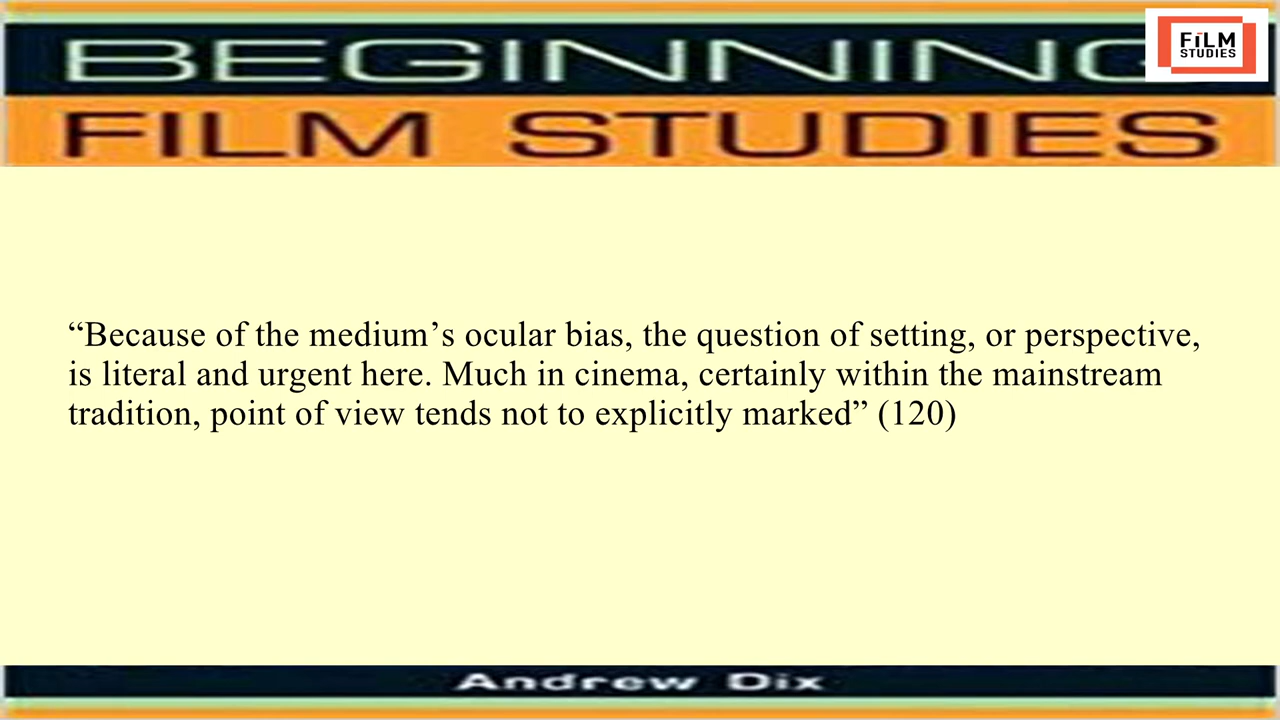 BEGINNING
FiLM
STUDIES
FILM STUDIES
“Because of the medium’s ocular bias, the question of setting, or perspective,
is literal and urgent here. Much in cinema, certainly within the mainstream
tradition, point of view tends not to explicitly marked” (120)
Andrew Dix